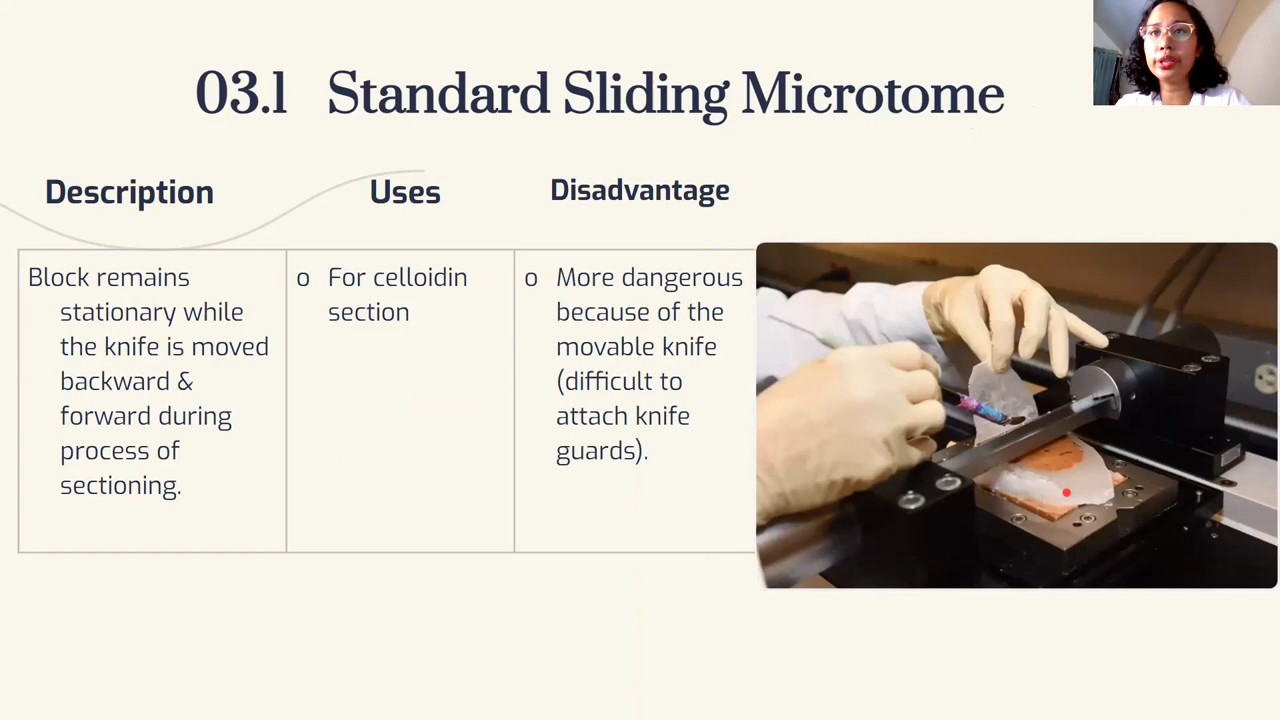 03.1 Standard Sliding Microtome
Description
Uses
Disadvantage
Block remains
stationary while
the knife is moved
backward &
forward during
process of
sectioning.
o For celloidin
section
o More dangerous
because of the
movable knife
(difficult to
attach knife
guards).